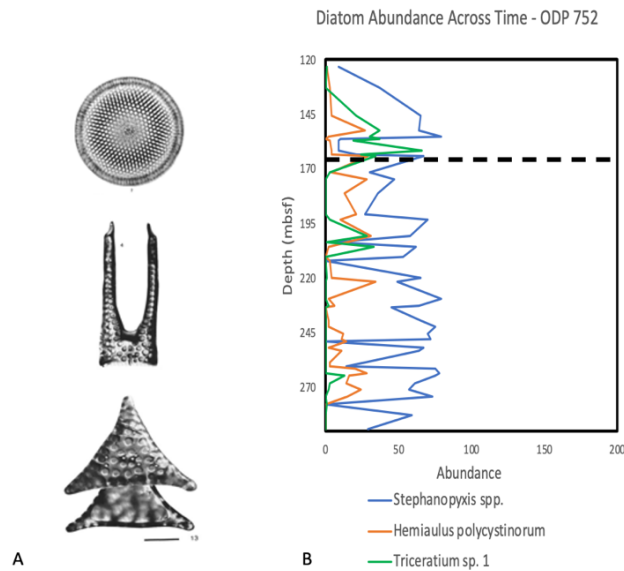 Diatom Abundance Across Time - ODP 752
120
145
170
195
220
245
270
Depth (mbsf)
0
50
100
150
200
Abundance
Stephanopyxis spp.
Hemiaulus polycystinorum
Triceratium sp. 1
13
A
B